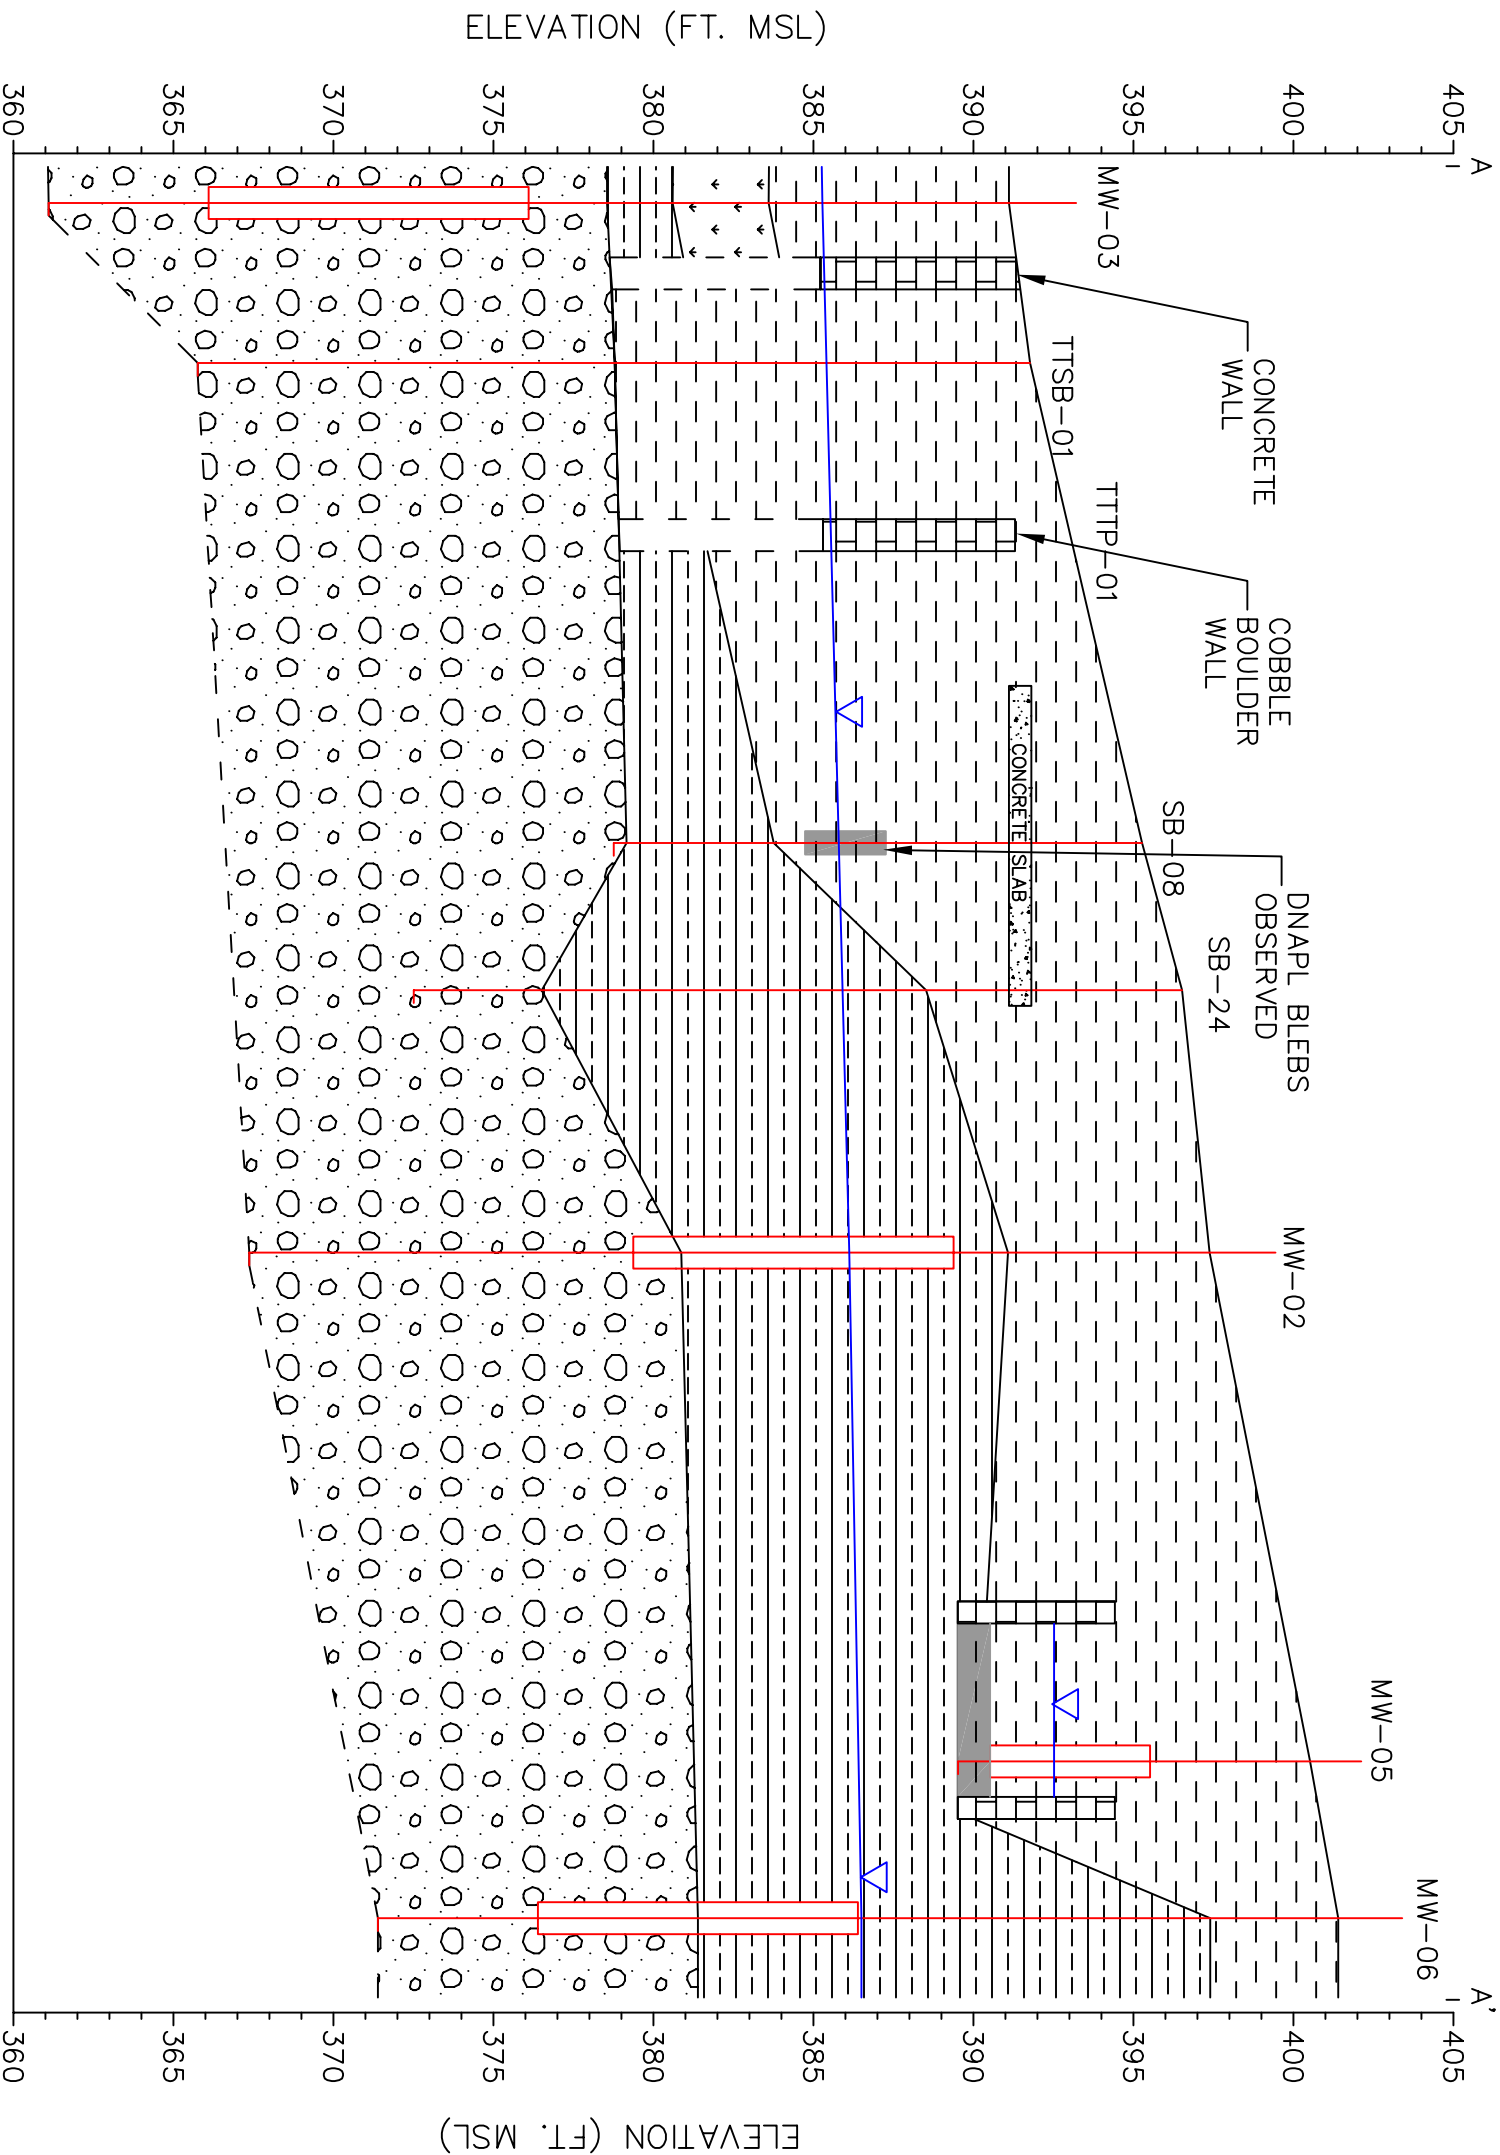 A
A'
MW-03
CONCRETE
WALL
TTSB-01
TTTP-01
COBBLE
BOULDER
WALL
SB-08
DNAPL BLEBS
OBSERVED
SB-24
MW-02
MW-05
MW-06
CONCRETE SLAB
ELEVATION (FT. MSL)
405
400
395
390
385
380
375
370
365
360
405
400
395
390
385
380
375
370
365
360
ELEVATION (FT. MSL)